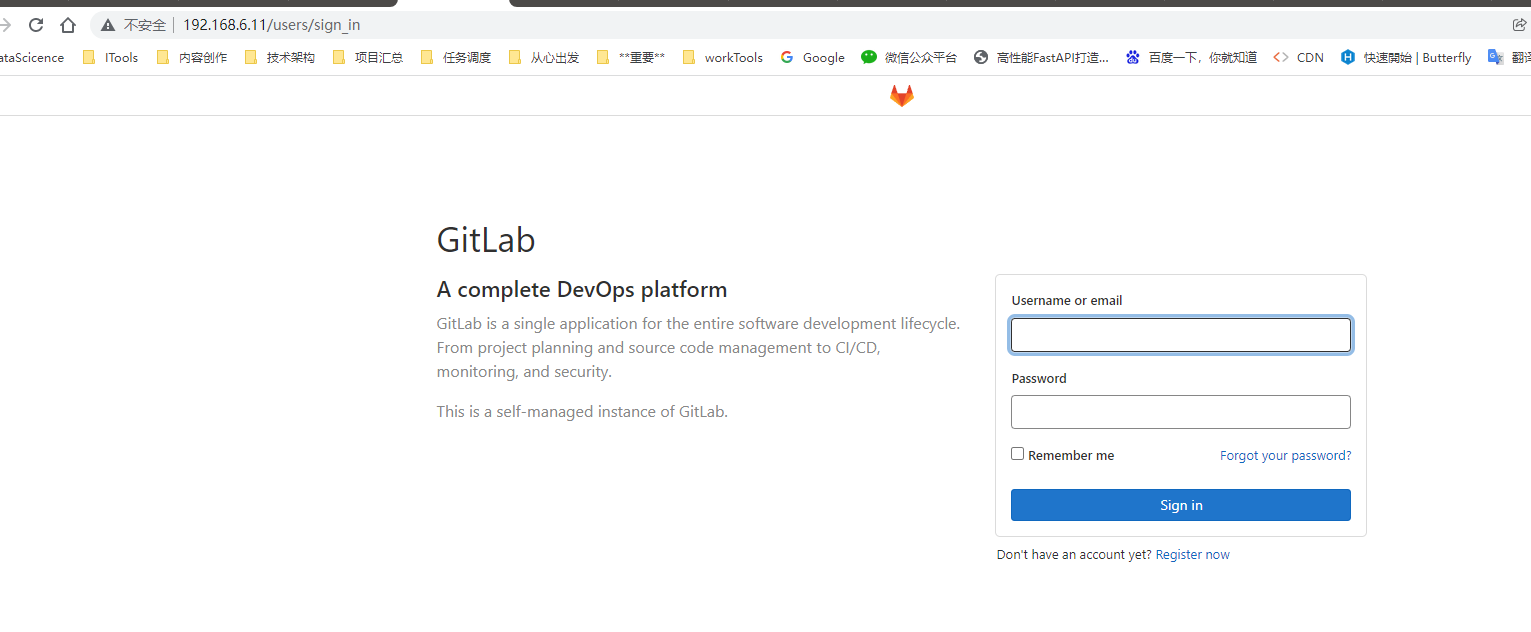 不安全 192.168.6.11/users/sign_in
ataScicence ITools 内容创作 技术架构 项目汇总 任务调度 从心出发 **重要** workTools Google 微信公众平台 高性能FastAPI打造... 百度一下，你就知道 CDN 快速開始 | Butterfly 翻译
GitLab
A complete DevOps platform
GitLab is a single application for the entire software development lifecycle.
From project planning and source code management to CI/CD,
monitoring, and security.
This is a self-managed instance of GitLab.
Username or email
Password
Remember me Forgot your password?
Sign in
Don't have an account yet? Register now